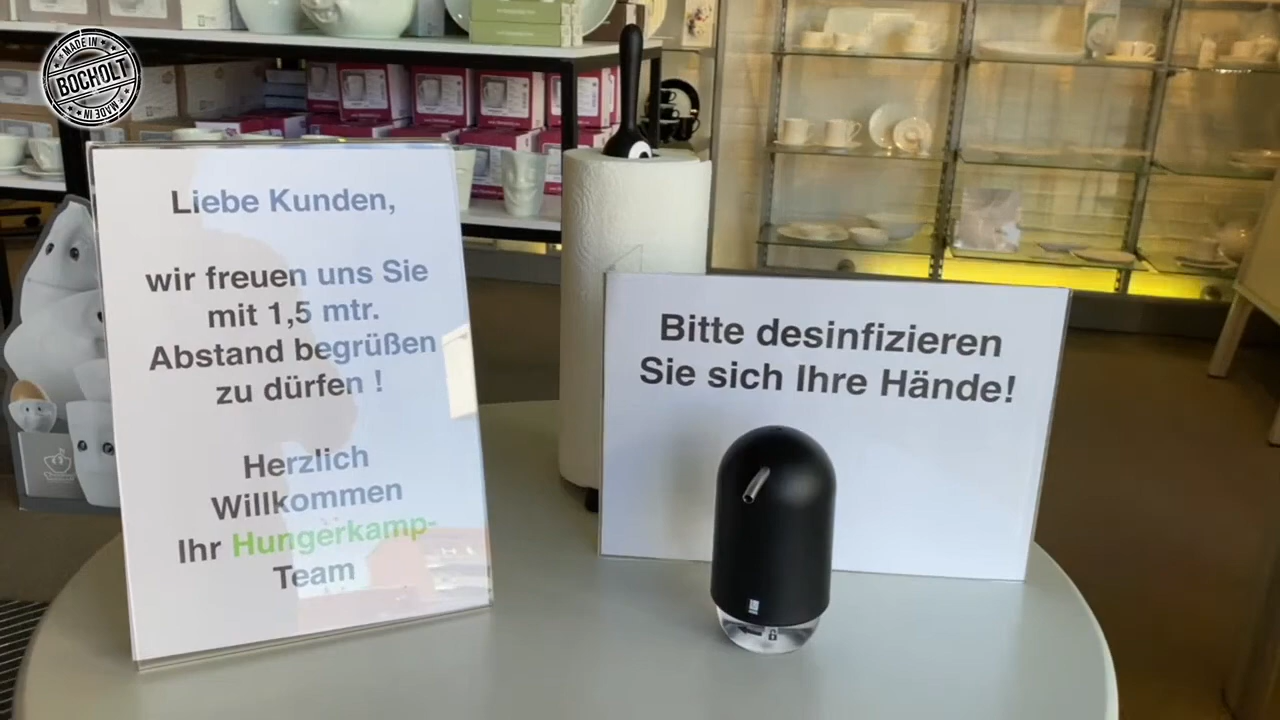 MADE IN
BOCHOLT
MADE IN
Liebe Kunden,
wir freuen uns Sie
mit 1,5 mtr.
Abstand begrüßen
zu dürfen !
Herzlich
Willkommen
Ihr Hungerkamp-
Team
Bitte desinfizieren
Sie sich Ihre Hände!